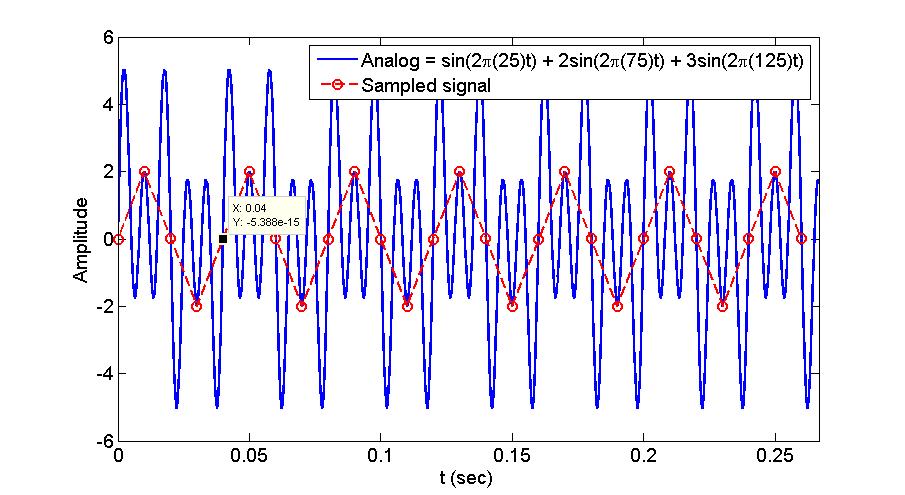 Analog = sin(2π(25)t) + 2sin(2π(75)t) + 3sin(2π(125)t)
Sampled signal
X: 0.04
Y: -5.388e-15
Amplitude
6
4
2
0
-2
-4
-6
0 0.05 0.1 0.15 0.2 0.25
t (sec)